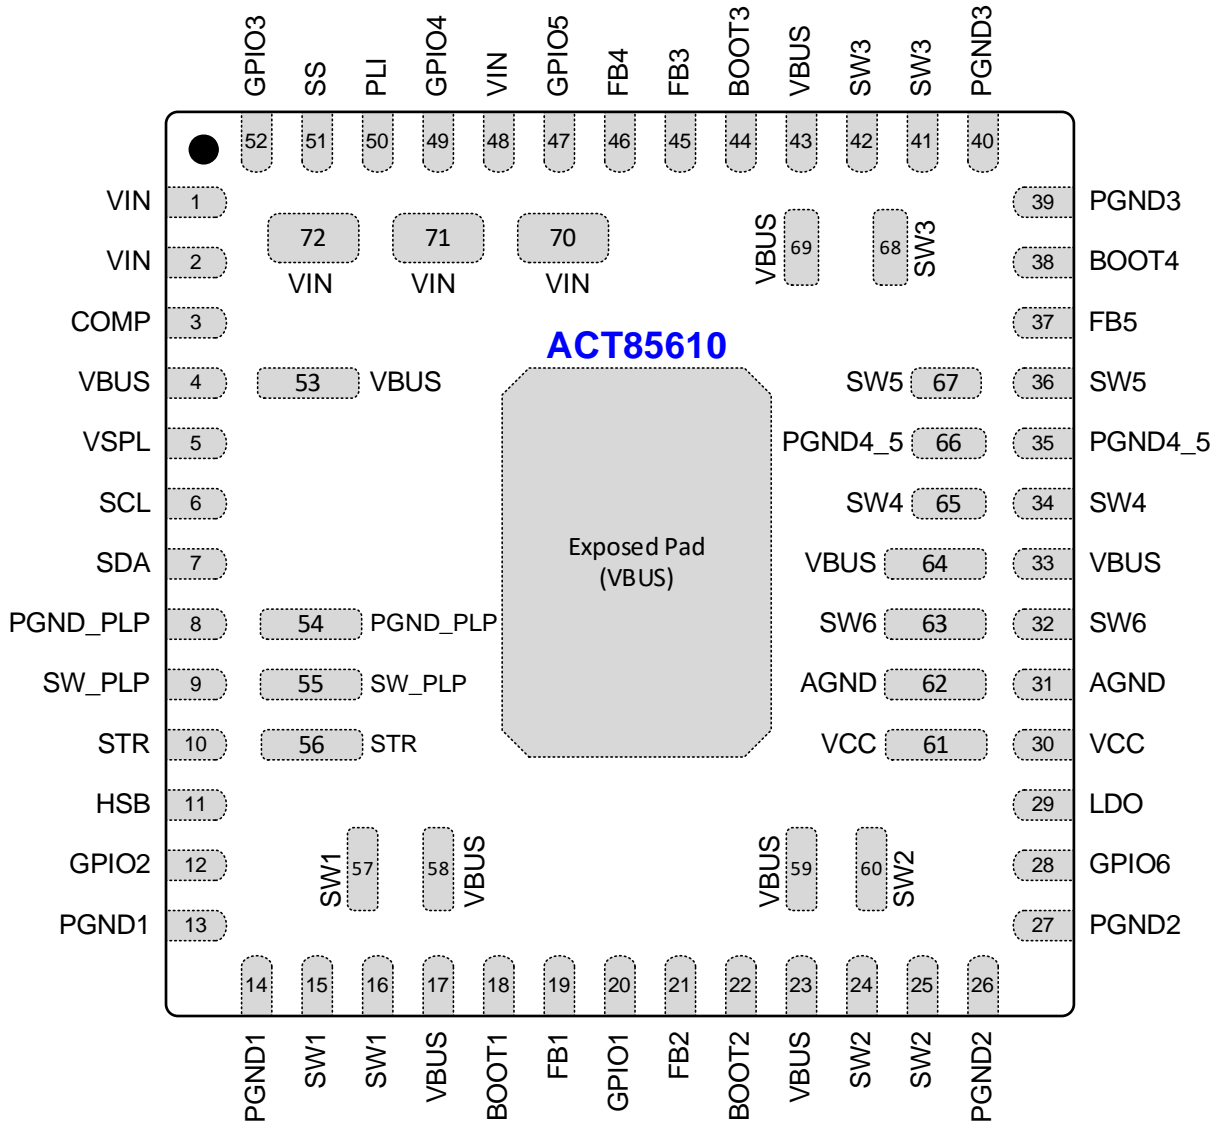 GPIO3
SS
PLI
GPIO4
VIN
GPIO5
FB4
FB3
BOOT3
VBUS
SW3
SW3
PGND3
52
51
50
49
48
47
46
45
44
43
42
41
40
VIN 1
39 PGND3
72
VIN
71
VIN
70
VIN
VBUS 69
68 SW3
VIN 2
38 BOOT4
COMP 3
37 FB5
ACT85610
VBUS 4
53 VBUS
SW5 67
36 SW5
VSPL 5
PGND4_5 66
35 PGND4_5
SCL 6
SW4 65
34 SW4
Exposed Pad
(VBUS)
SDA 7
VBUS 64
33 VBUS
PGND_PLP 8
54 PGND_PLP
SW6 63
32 SW6
SW_PLP 9
55 SW_PLP
AGND 62
31 AGND
STR 10
56 STR
VCC 61
30 VCC
HSB 11
29 LDO
GPIO2 12
SW1 57
58 VBUS
VBUS 59
60 SW2
28 GPIO6
PGND1 13
27 PGND2
14
15
16
17
18
19
20
21
22
23
24
25
26
PGND1
SW1
SW1
VBUS
BOOT1
FB1
GPIO1
FB2
BOOT2
VBUS
SW2
SW2
PGND2